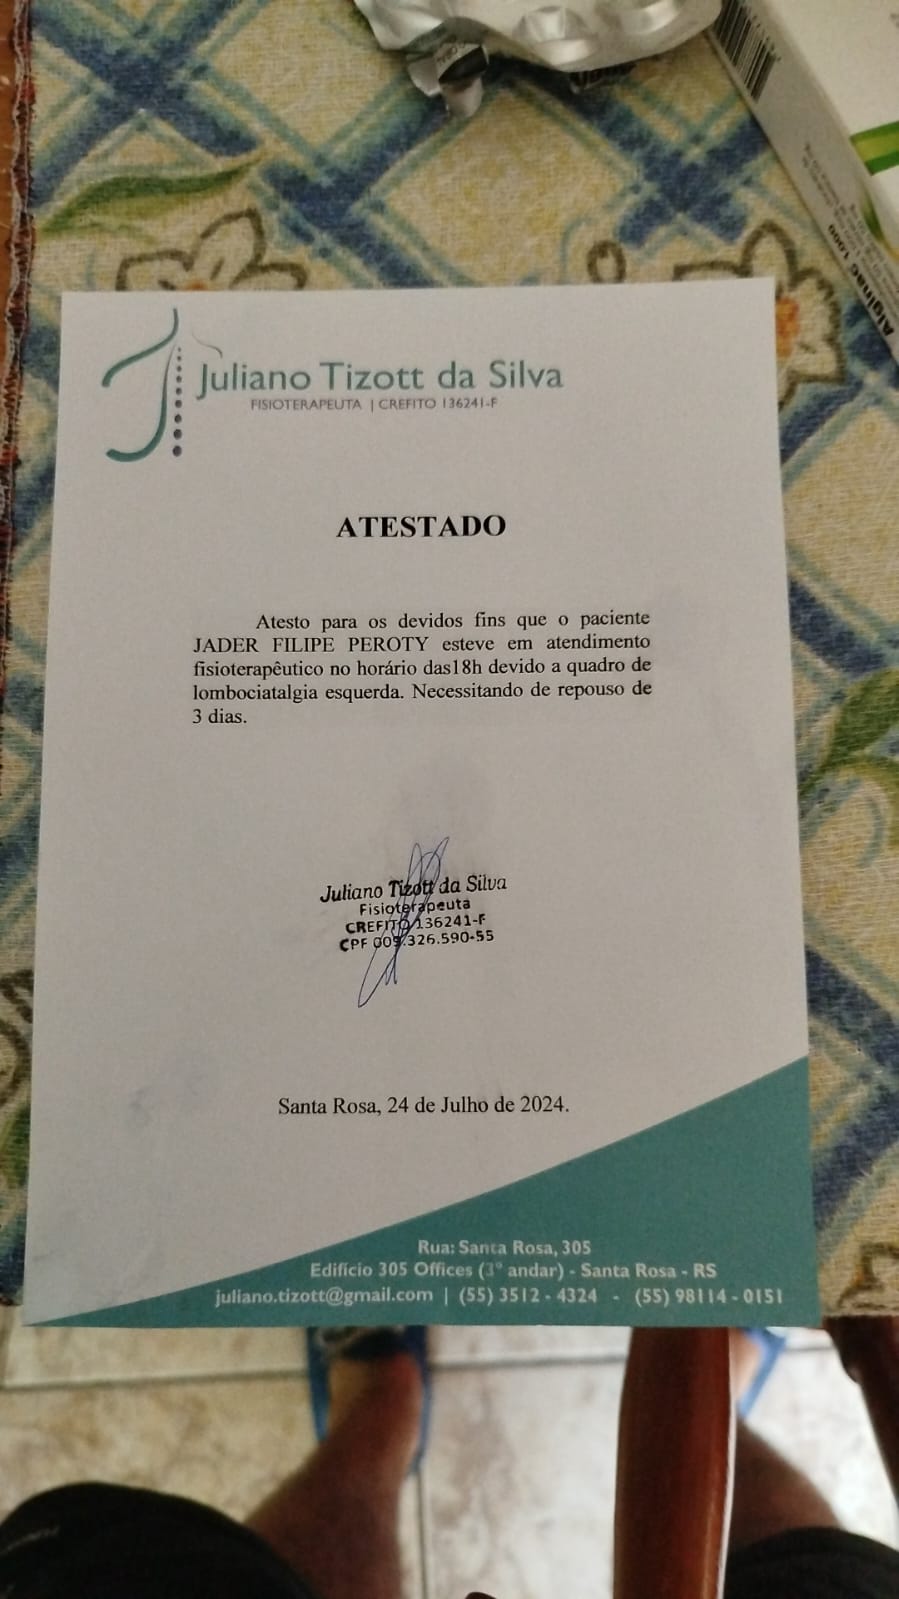 Alginac 1000
Juliano Tizott da Silva
FISIOTERAPEUTA | CREFITO 136241-F
ATESTADO
Atesto para os devidos fins que o paciente
JADER FILIPE PEROTY esteve em atendimento
fisioterapêutico no horário das18h devido a quadro de
lombociatalgia esquerda. Necessitando de repouso de
3 dias.
Juliano Tizott da Silva
Fisioterapeuta
CREFITO 136241-F
CPF 009.326.590-55
Santa Rosa, 24 de Julho de 2024.
Rua: Santa Rosa, 305
Edifício 305 Offices (3º andar) - Santa Rosa - RS
juliano.tizott@gmail.com | (55) 3512 - 4324 - (55) 98114 - 0151